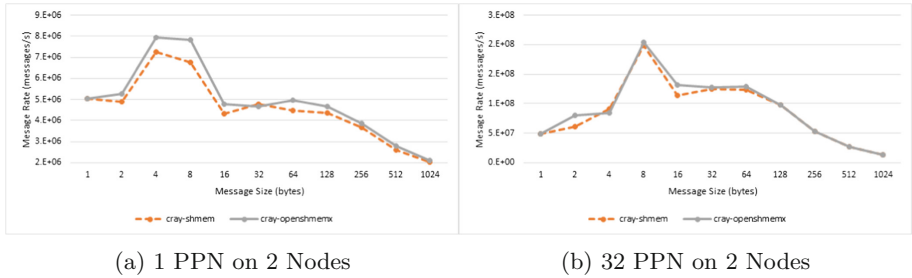 9.E+06
8.E+06
7.E+06
6.E+06
5.E+06
4.E+06
3.E+06
2.E+06
Mesage Rate (messages/s)
1 2 4 8 16 32 64 128 256 512 1024
Message Size (bytes)
cray-shmem cray-openshmemx
(a) 1 PPN on 2 Nodes
3.E+08
2.E+08
2.E+08
1.E+08
5.E+07
0.E+00
Mesage Rate (messages/s)
1 2 4 8 16 32 64 128 256 512 1024
Message Size (bytes)
cray-shmem cray-openshmemx
(b) 32 PPN on 2 Nodes